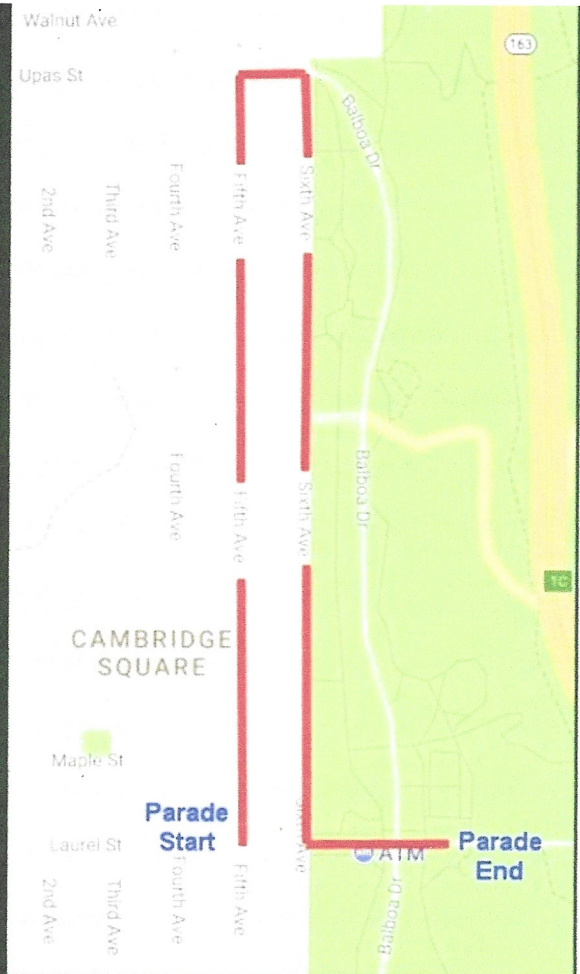 Walnut Ave
163
Upas St
Balboa Dr
2nd Ave
Third Ave
Fourth Ave
Fifth Ave
Sixth Ave
Fourth Ave
Fifth Ave
Sixth Ave
Balboa Dr
1C
CAMBRIDGE
SQUARE
Maple St
Parade
Start
Laurel St
ATM
Parade
End
2nd Ave
Third Ave
Fourth Ave
Fifth Ave
Sixth Ave
Balboa Dr